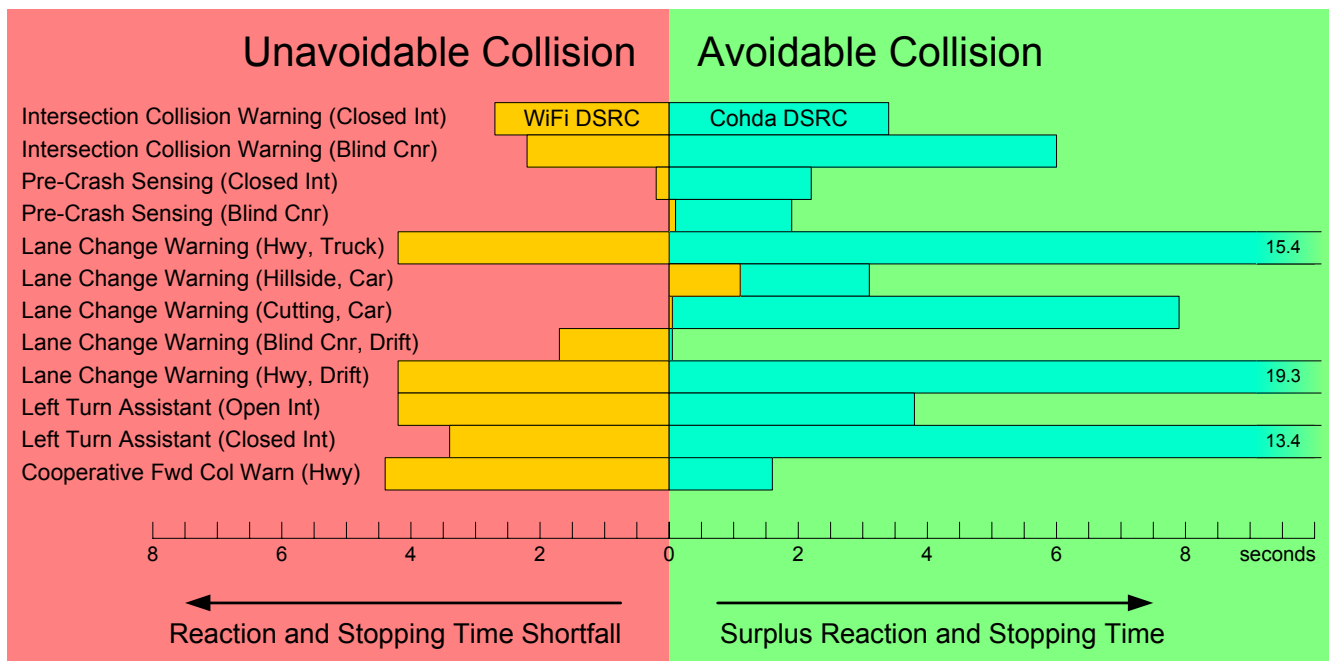 Unavoidable Collision Avoidable Collision
Intersection Collision Warning (Closed Int) WiFi DSRC Cohda DSRC
Intersection Collision Warning (Blind Cnr)
Pre-Crash Sensing (Closed Int)
Pre-Crash Sensing (Blind Cnr)
Lane Change Warning (Hwy, Truck) 15.4
Lane Change Warning (Hillside, Car)
Lane Change Warning (Cutting, Car)
Lane Change Warning (Blind Cnr, Drift)
Lane Change Warning (Hwy, Drift) 19.3
Left Turn Assistant (Open Int)
Left Turn Assistant (Closed Int) 13.4
Cooperative Fwd Col Warn (Hwy)
8 6 4 2 0 2 4 6 8 seconds
Reaction and Stopping Time Shortfall Surplus Reaction and Stopping Time